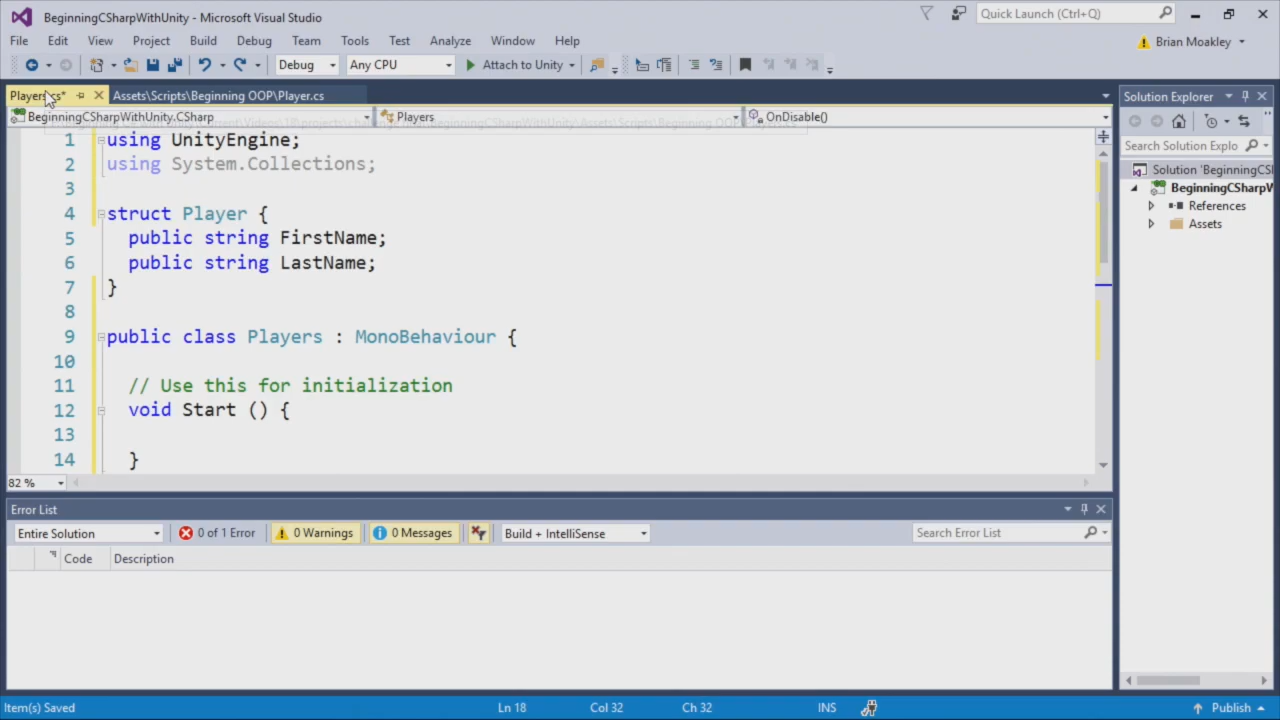 BeginningCSharpWithUnity - Microsoft Visual Studio
Quick Launch (Ctrl+Q)
File Edit View Project Build Debug Team Tools Test Analyze Window Help
Brian Moakley
Debug Any CPU Attach to Unity
Players.cs* Assets\Scripts\Beginning OOP\Player.cs
Solution Explorer
BeginningCSharpWithUnity.CSharp Players OnDisable()
Search Solution Explo
1 using UnityEngine;
2 using System.Collections;
3
4 struct Player {
5 public string FirstName;
6 public string LastName;
7 }
8
9 public class Players : MonoBehaviour {
10
11 // Use this for initialization
12 void Start () {
13
14 }
Solution 'BeginningCS
BeginningCSharpW
References
Assets
82 %
Error List
Entire Solution 0 of 1 Error 0 Warnings 0 Messages Build + IntelliSense Search Error List
Code Description
Item(s) Saved Ln 18 Col 32 Ch 32 INS Publish